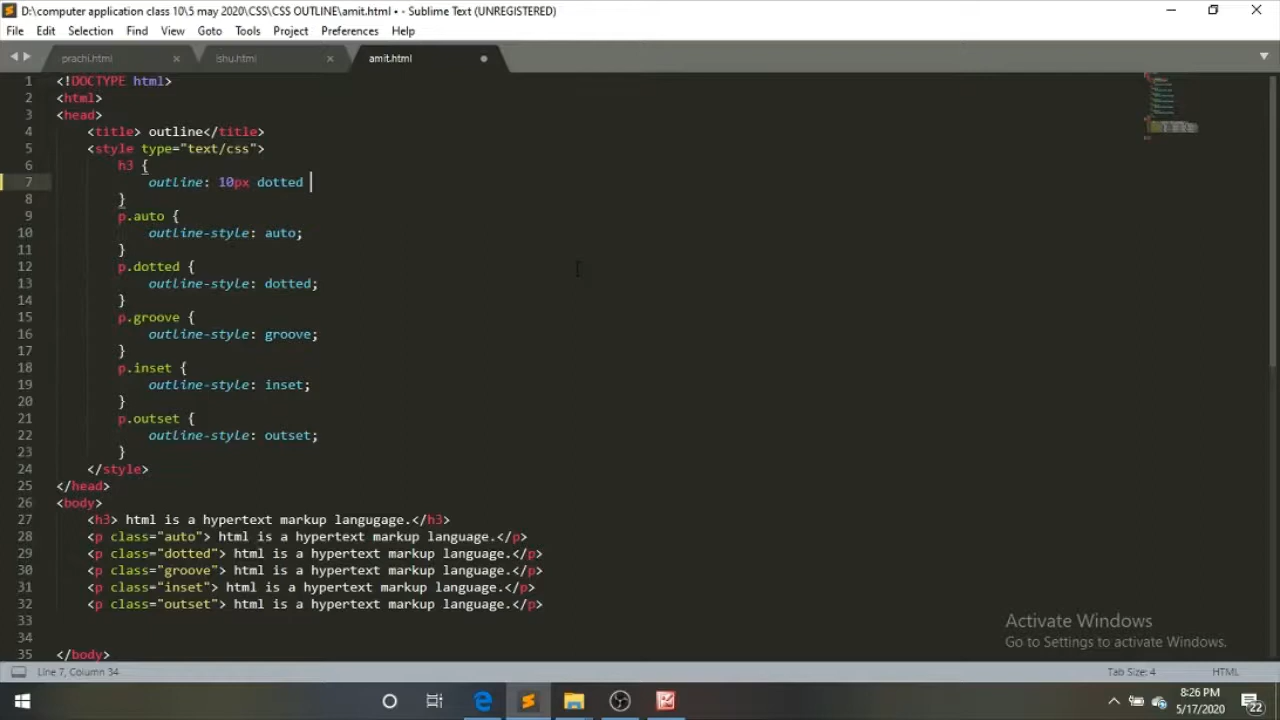 D:\computer application class 10\5 may 2020\CSS\CSS OUTLINE\amit.html • - Sublime Text (UNREGISTERED)
File Edit Selection Find View Goto Tools Project Preferences Help
prachi.html ishu.html amit.html
1 <!DOCTYPE html>
2 <html>
3 <head>
4 <title> outline</title>
5 <style type="text/css">
6 h3 {
7 outline: 10px dotted
8 }
9 p.auto {
10 outline-style: auto;
11 }
12 p.dotted {
13 outline-style: dotted;
14 }
15 p.groove {
16 outline-style: groove;
17 }
18 p.inset {
19 outline-style: inset;
20 }
21 p.outset {
22 outline-style: outset;
23 }
24 </style>
25 </head>
26 <body>
27 <h3> html is a hypertext markup langugage.</h3>
28 <p class="auto"> html is a hypertext markup language.</p>
29 <p class="dotted"> html is a hypertext markup language.</p>
30 <p class="groove"> html is a hypertext markup language.</p>
31 <p class="inset"> html is a hypertext markup language.</p>
32 <p class="outset"> html is a hypertext markup language.</p>
33
34
35 </body>
Activate Windows
Go to Settings to activate Windows.
Line 7, Column 34 Tab Size: 4 HTML
8:26 PM
5/17/2020
22